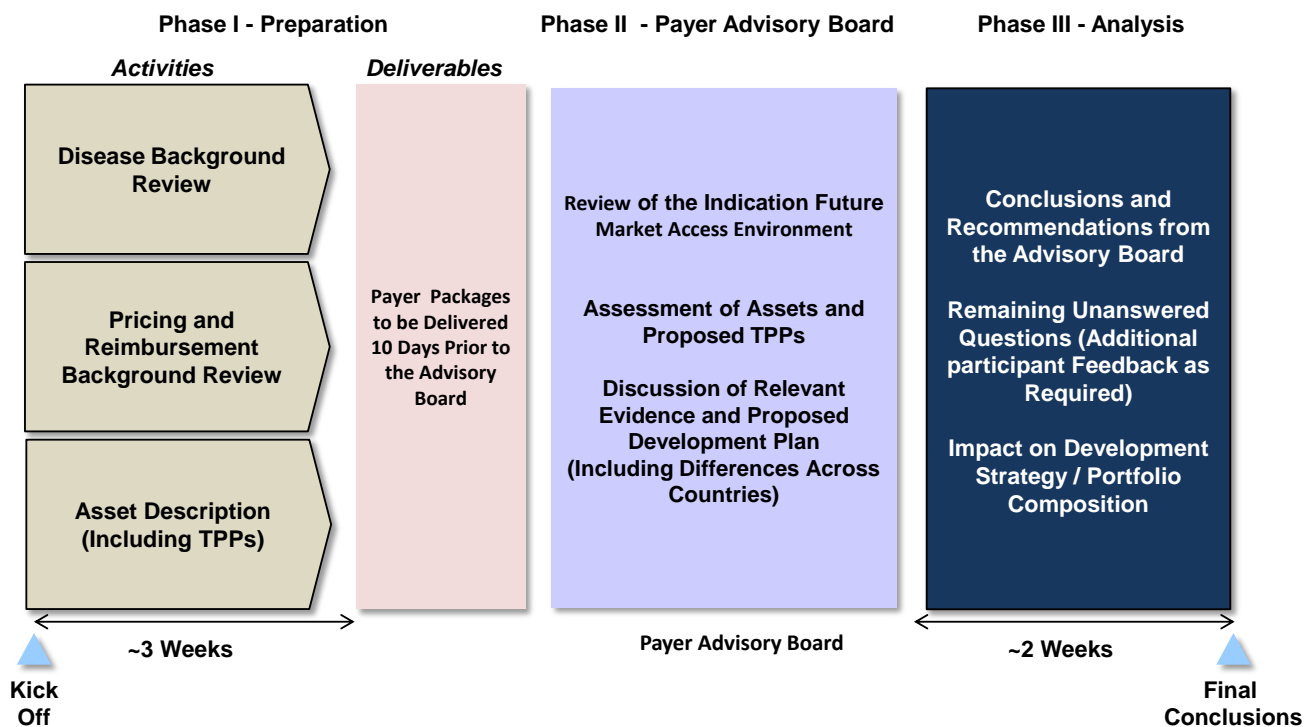 Phase I - Preparation
Phase II - Payer Advisory Board
Phase III - Analysis
Activities
Deliverables
Disease Background
Review
Pricing and
Reimbursement
Background Review
Asset Description
(Including TPPs)
Payer Packages
to be Delivered
10 Days Prior to
the Advisory
Board
Review of the Indication Future
Market Access Environment
Assessment of Assets and
Proposed TPPs
Discussion of Relevant
Evidence and Proposed
Development Plan
(Including Differences Across
Countries)
Conclusions and
Recommendations from
the Advisory Board
Remaining Unanswered
Questions (Additional
participant Feedback as
Required)
Impact on Development
Strategy / Portfolio
Composition
~3 Weeks
Payer Advisory Board
~2 Weeks
Kick
Off
Final
Conclusions